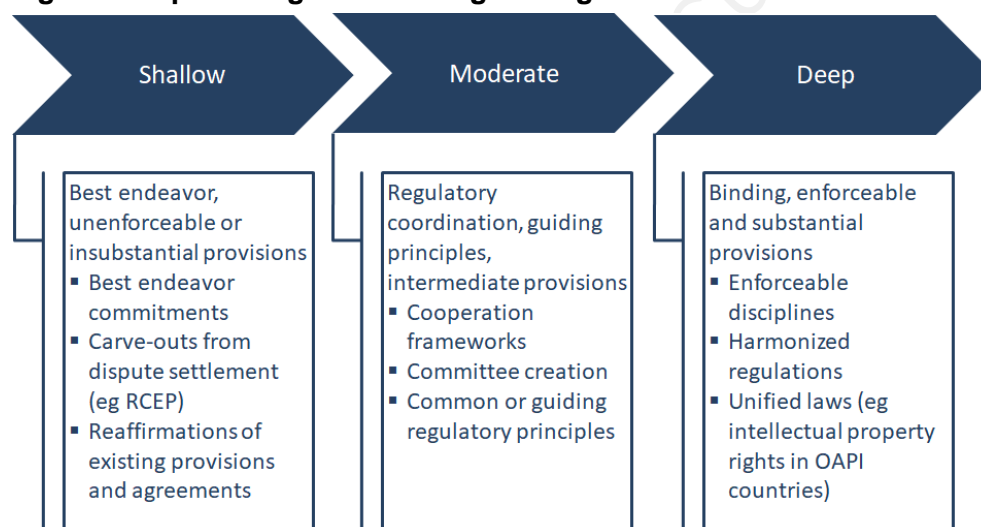 Shallow
Moderate
Deep
Best endeavor,
unenforceable or
insubstantial provisions
▪ Best endeavor
commitments
▪ Carve-outs from
dispute settlement
(eg RCEP)
▪ Reaffirmations of
existing provisions
and agreements
Regulatory
coordination, guiding
principles,
intermediate provisions
▪ Cooperation
frameworks
▪ Committee creation
▪ Common or guiding
regulatory principles
Binding, enforceable
and substantial
provisions
▪ Enforceable
disciplines
▪ Harmonized
regulations
▪ Unified laws (eg
intellectual property
rights in OAPI
countries)